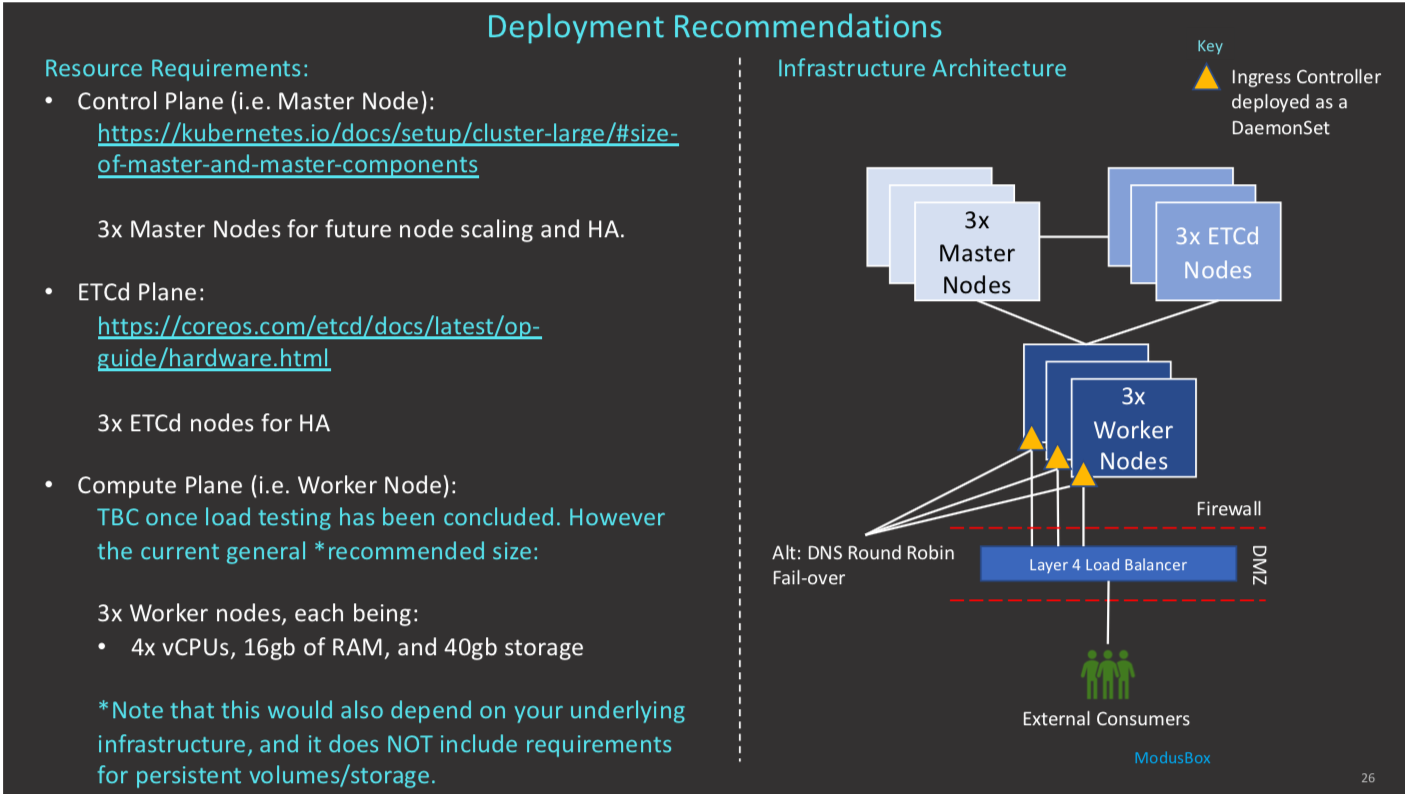 Deployment Recommendations
Resource Requirements:
• Control Plane (i.e. Master Node):
https://kubernetes.io/docs/setup/cluster-large/#size-
of-master-and-master-components
3x Master Nodes for future node scaling and HA.
• ETCd Plane:
https://coreos.com/etcd/docs/latest/op-
guide/hardware.html
3x ETCd nodes for HA
• Compute Plane (i.e. Worker Node):
TBC once load testing has been concluded. However
the current general *recommended size:
3x Worker nodes, each being:
• 4x vCPUs, 16gb of RAM, and 40gb storage
*Note that this would also depend on your underlying
infrastructure, and it does NOT include requirements
for persistent volumes/storage.
Infrastructure Architecture
Key
Ingress Controller
deployed as a
DaemonSet
3x
Master
Nodes
3x ETCd
Nodes
3x
Worker
Nodes
Firewall
Alt: DNS Round Robin
Fail-over
Layer 4 Load Balancer
DMZ
External Consumers
ModusBox
26